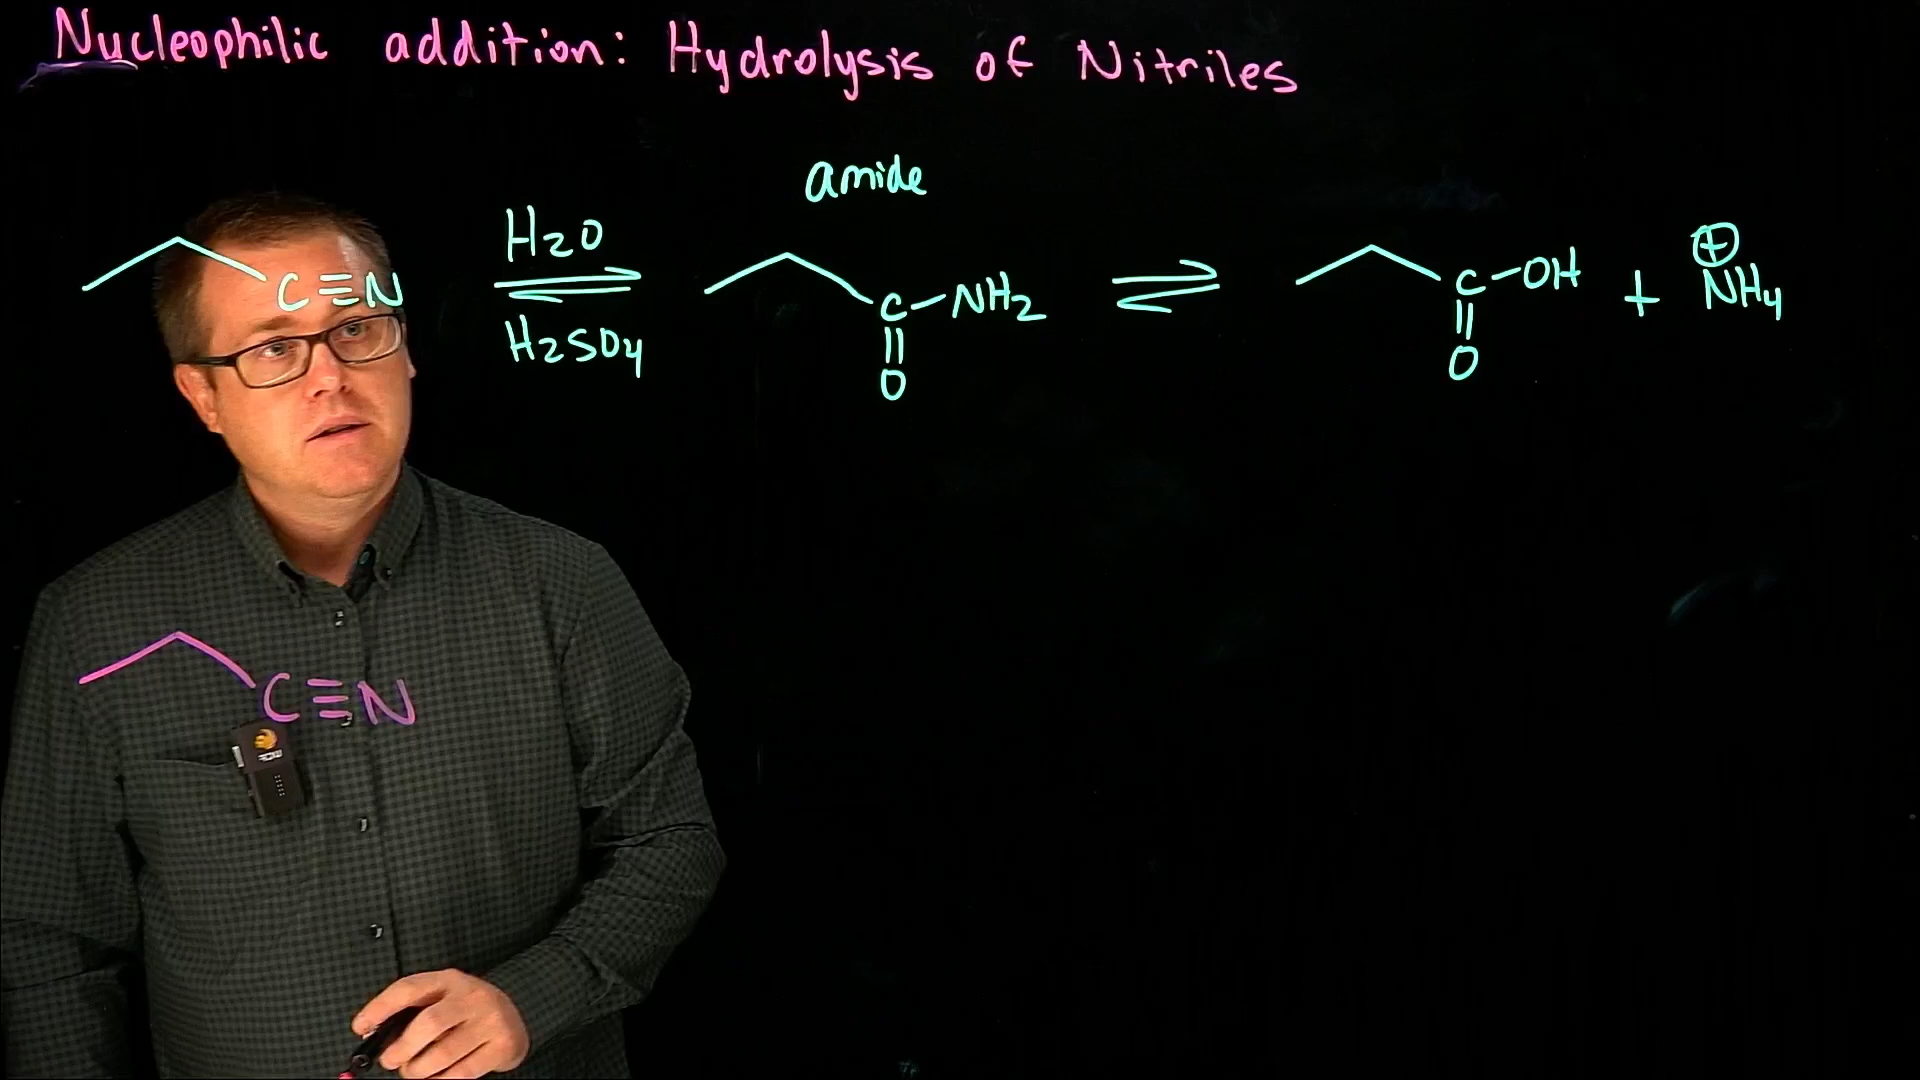 Nucleophilic addition: Hydrolysis of Nitriles
amide
H2O
C≡N
H2SO4
C-NH2
O
C-OH
O
+
⊕
NH4
C≡N